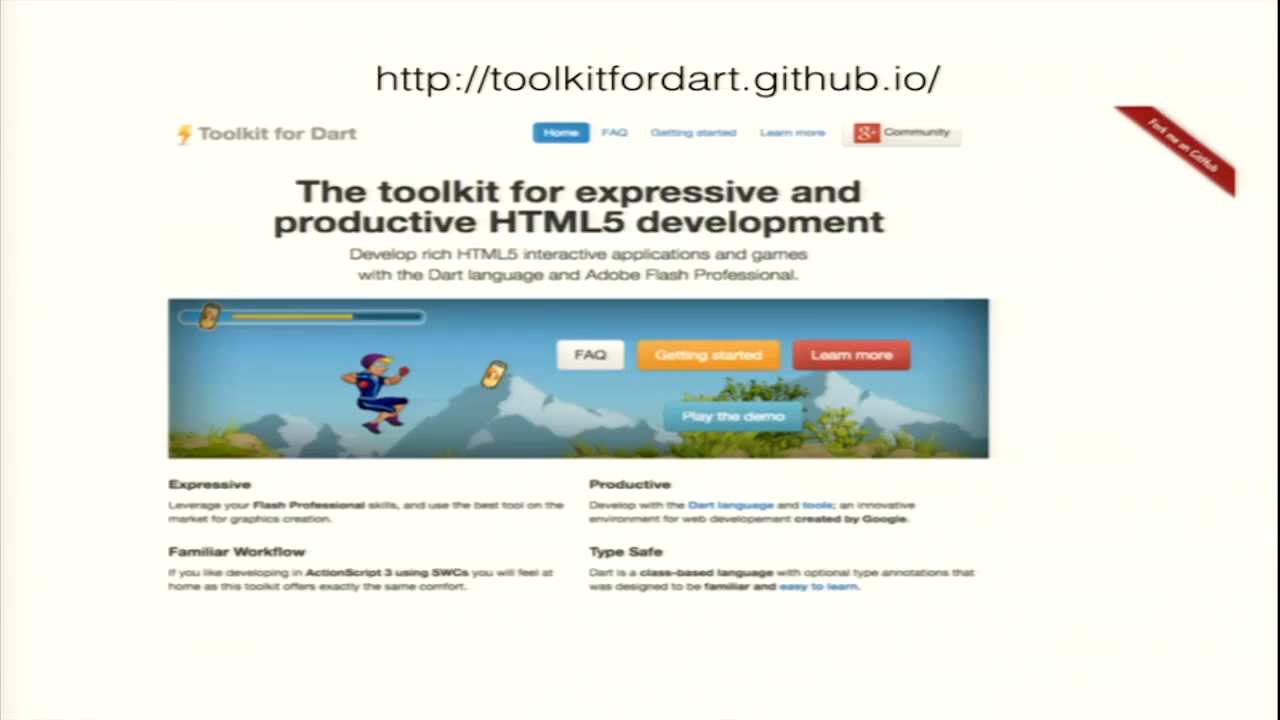 http://toolkitfordart.github.io/
Toolkit for Dart
Home FAQ Getting started Learn more g+ Community
Fork me on GitHub
The toolkit for expressive and
productive HTML5 development
Develop rich HTML5 interactive applications and games
with the Dart language and Adobe Flash Professional.
FAQ Getting started Learn more
Play the demo
Expressive
Leverage your Flash Professional skills, and use the best tool on the
market for graphics creation.
Productive
Develop with the Dart language and tools; an innovative
environment for web developement created by Google.
Familiar Workflow
If you like developing in ActionScript 3 using SWCs you will feel at
home as this toolkit offers exactly the same comfort.
Type Safe
Dart is a class-based language with optional type annotations that
was designed to be familiar and easy to learn.